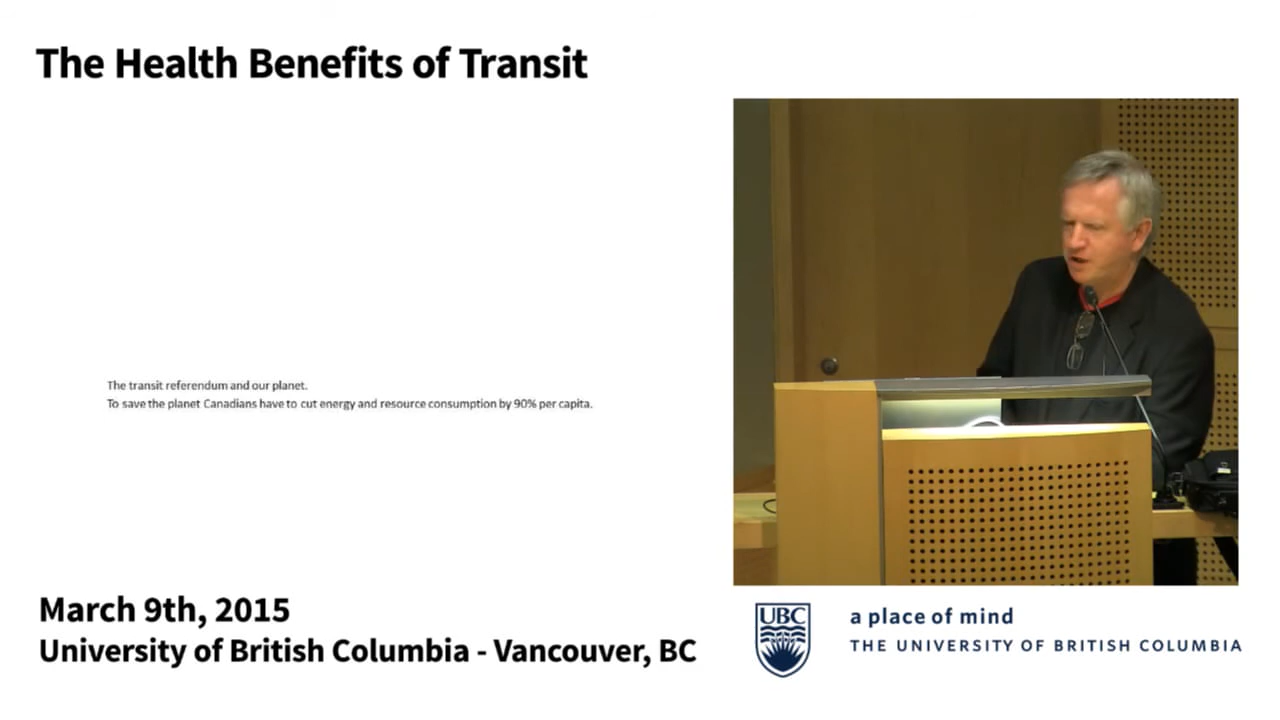 The Health Benefits of Transit
The transit referendum and our planet.
To save the planet Canadians have to cut energy and resource consumption by 90% per capita.
March 9th, 2015
University of British Columbia - Vancouver, BC
UBC
a place of mind
THE UNIVERSITY OF BRITISH COLUMBIA